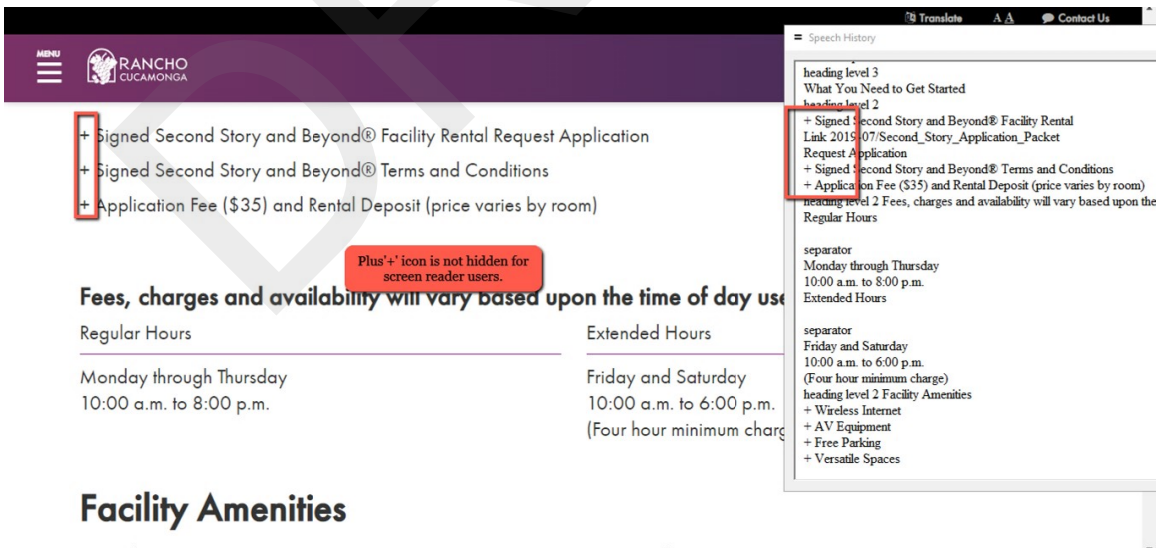 Translate A A Contact Us
MENU
RANCHO
CUCAMONGA
+ Signed Second Story and Beyond® Facility Rental Request Application
+ Signed Second Story and Beyond® Terms and Conditions
+ Application Fee ($35) and Rental Deposit (price varies by room)
Plus'+' icon is not hidden for
screen reader users.
Fees, charges and availability will vary based upon the time of day use
Regular Hours
Monday through Thursday
10:00 a.m. to 8:00 p.m.
Extended Hours
Friday and Saturday
10:00 a.m. to 6:00 p.m.
(Four hour minimum charg
Facility Amenities
Speech History
heading level 3
What You Need to Get Started
heading level 2
+ Signed Second Story and Beyond® Facility Rental
Link 2019-07/Second_Story_Application_Packet
Request Application
+ Signed Second Story and Beyond® Terms and Conditions
+ Application Fee ($35) and Rental Deposit (price varies by room)
heading level 2 Fees, charges and availability will vary based upon the
Regular Hours
separator
Monday through Thursday
10:00 a.m. to 8:00 p.m.
Extended Hours
separator
Friday and Saturday
10:00 a.m. to 6:00 p.m.
(Four hour minimum charge)
heading level 2 Facility Amenities
+ Wireless Internet
+ AV Equipment
+ Free Parking
+ Versatile Spaces